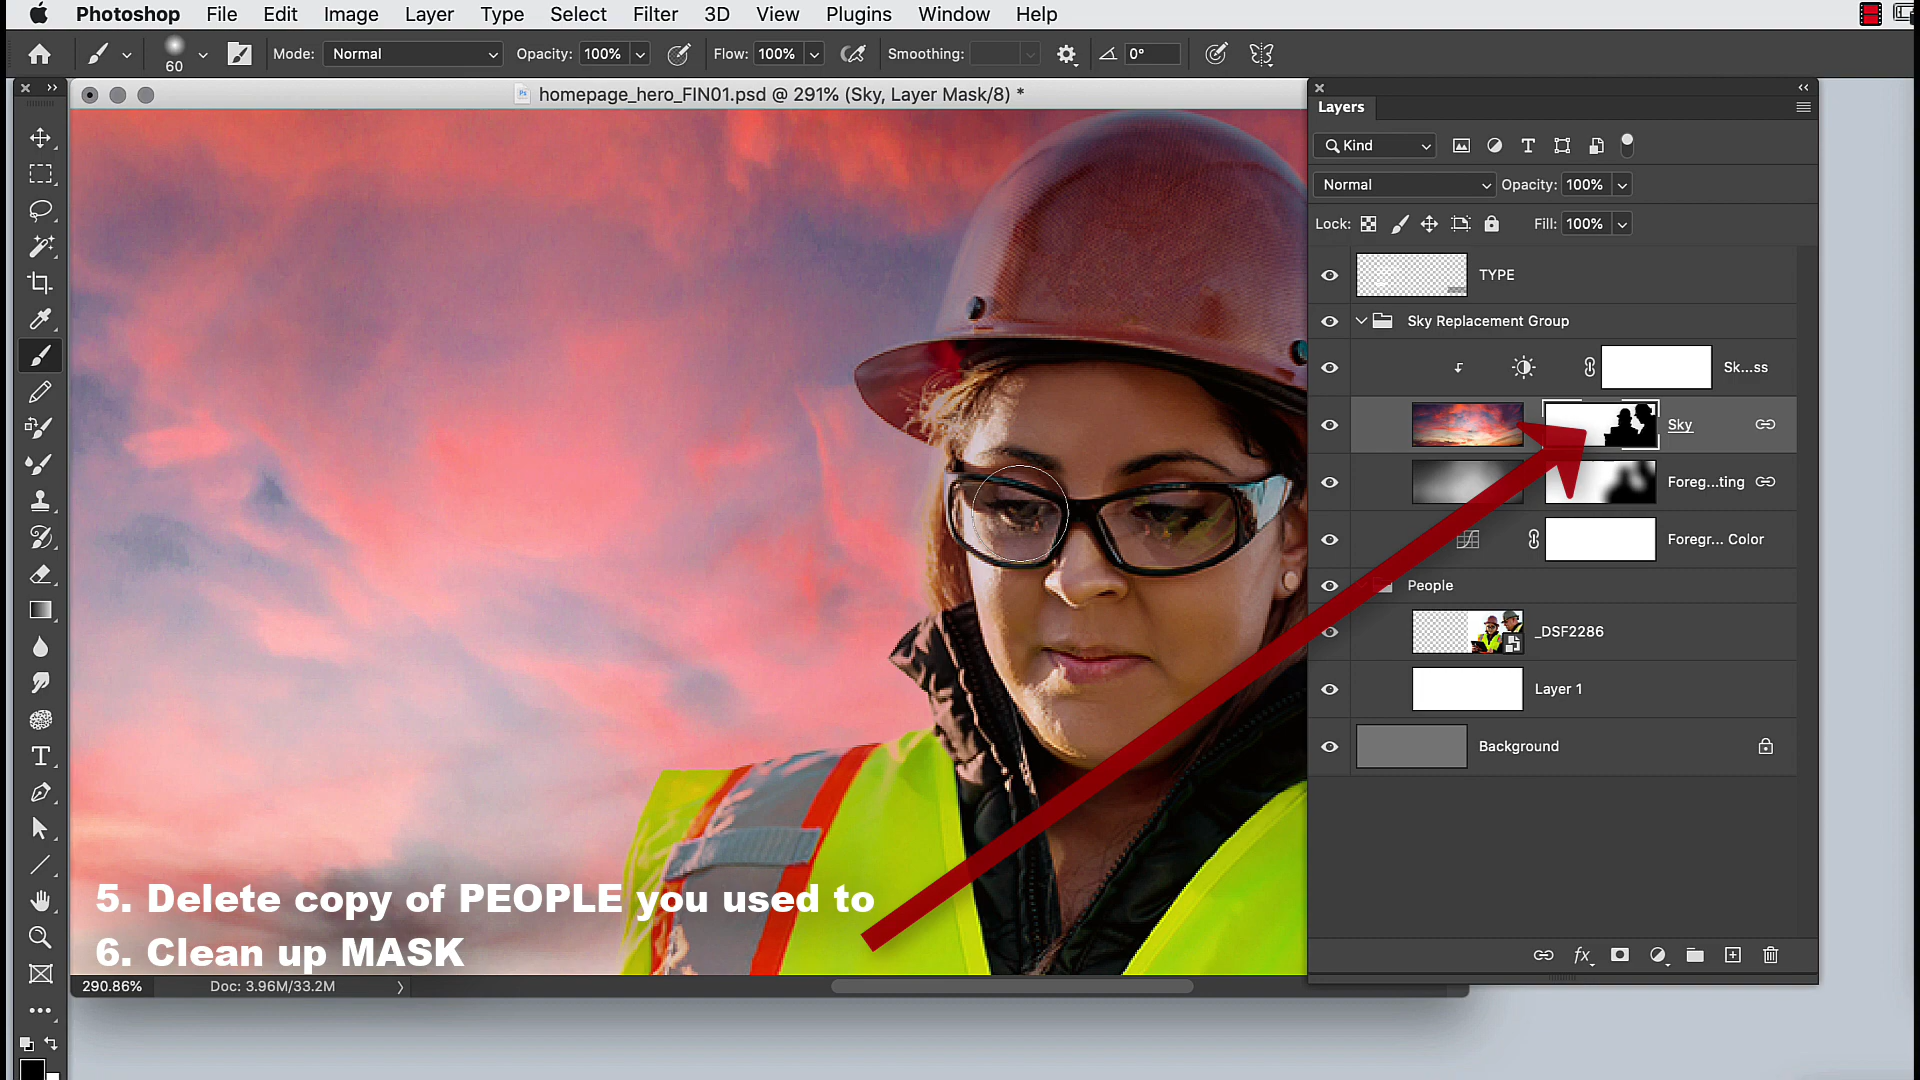 Photoshop File Edit Image Layer Type Select Filter 3D View Plugins Window Help
60 Mode: Normal Opacity: 100% Flow: 100% Smoothing: 0°
homepage_hero_FIN01.psd @ 291% (Sky, Layer Mask/8) *
Layers
Kind
Normal Opacity: 100%
Lock: Fill: 100%
TYPE
Sky Replacement Group
Sk...ss
Sky
Foreg...ting
Foregr... Color
People
_DSF2286
Layer 1
Background
5. Delete copy of PEOPLE you used to
6. Clean up MASK
290.86% Doc: 3.96M/33.2M